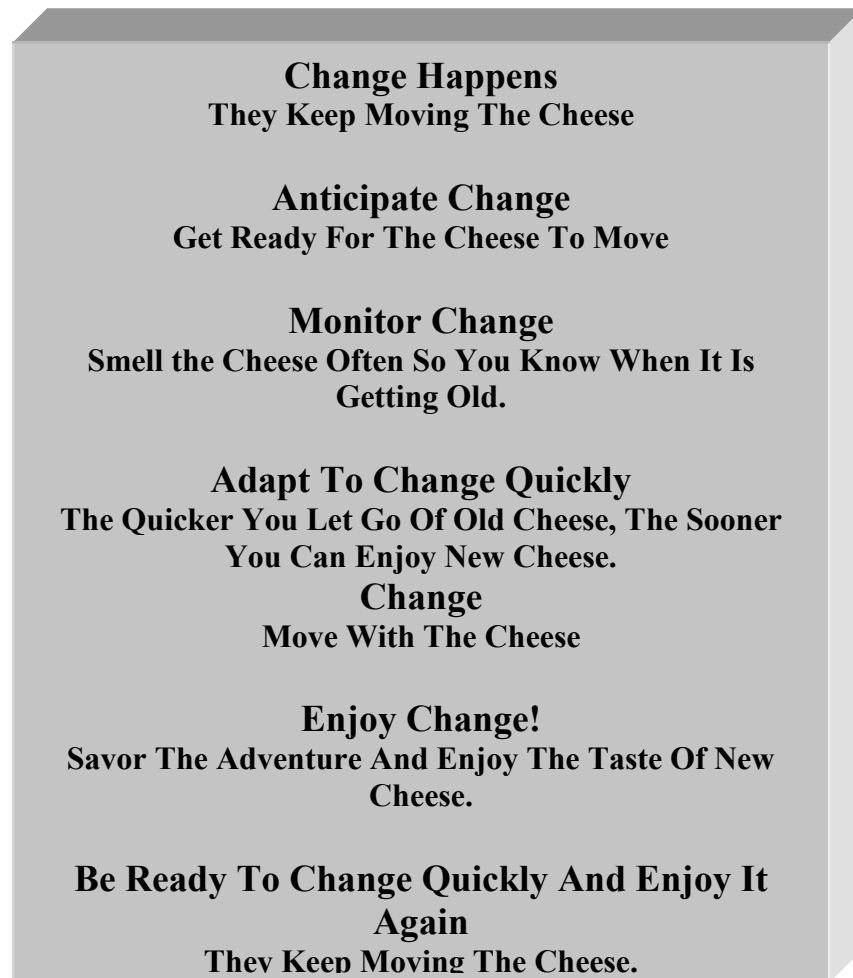 Change Happens
They Keep Moving The Cheese
Anticipate Change
Get Ready For The Cheese To Move
Monitor Change
Smell the Cheese Often So You Know When It Is
Getting Old.
Adapt To Change Quickly
The Quicker You Let Go Of Old Cheese, The Sooner
You Can Enjoy New Cheese.
Change
Move With The Cheese
Enjoy Change!
Savor The Adventure And Enjoy The Taste Of New
Cheese.
Be Ready To Change Quickly And Enjoy It
Again
They Keep Moving The Cheese.